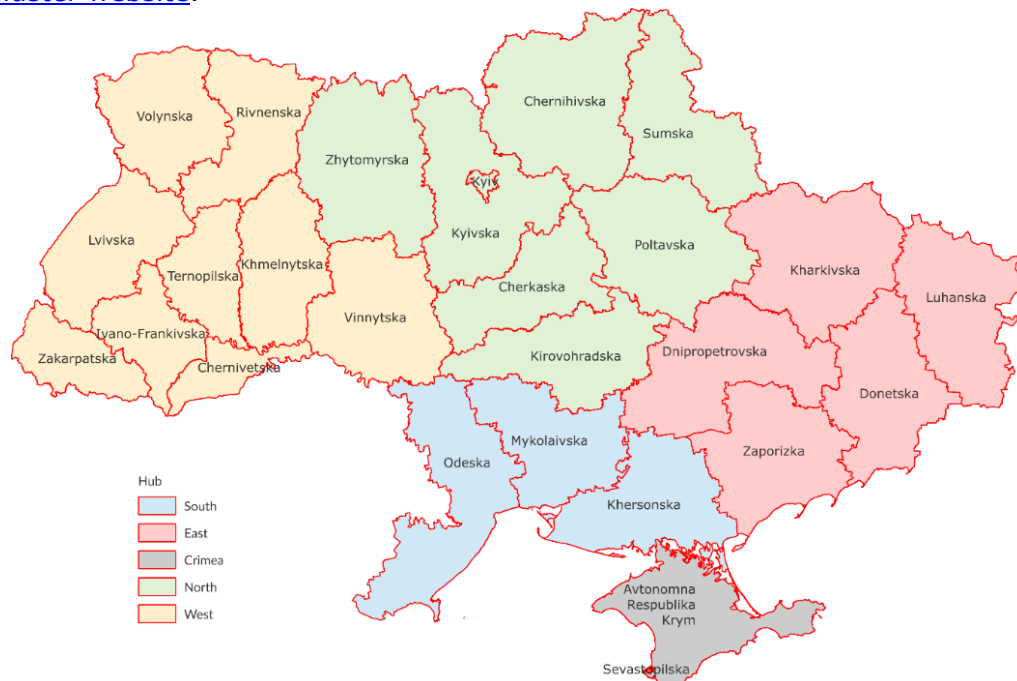 Volynska
Rivnenska
Zhytomyrska
Chernihivska
Sumska
Kyiv
Kyivska
Lvivska
Ternopilska
Khmelnytska
Poltavska
Kharkivska
Cherkaska
Luhanska
Vinnytska
Ivano-Frankivska
Zakarpatska
Chernivetska
Kirovohradska
Dnipropetrovska
Donetska
Mykolaivska
Odeska
Zaporizka
Khersonska
Hub
South
East
Crimea
North
West
Avtonomna
Respublika
Krym
Sevastopilska